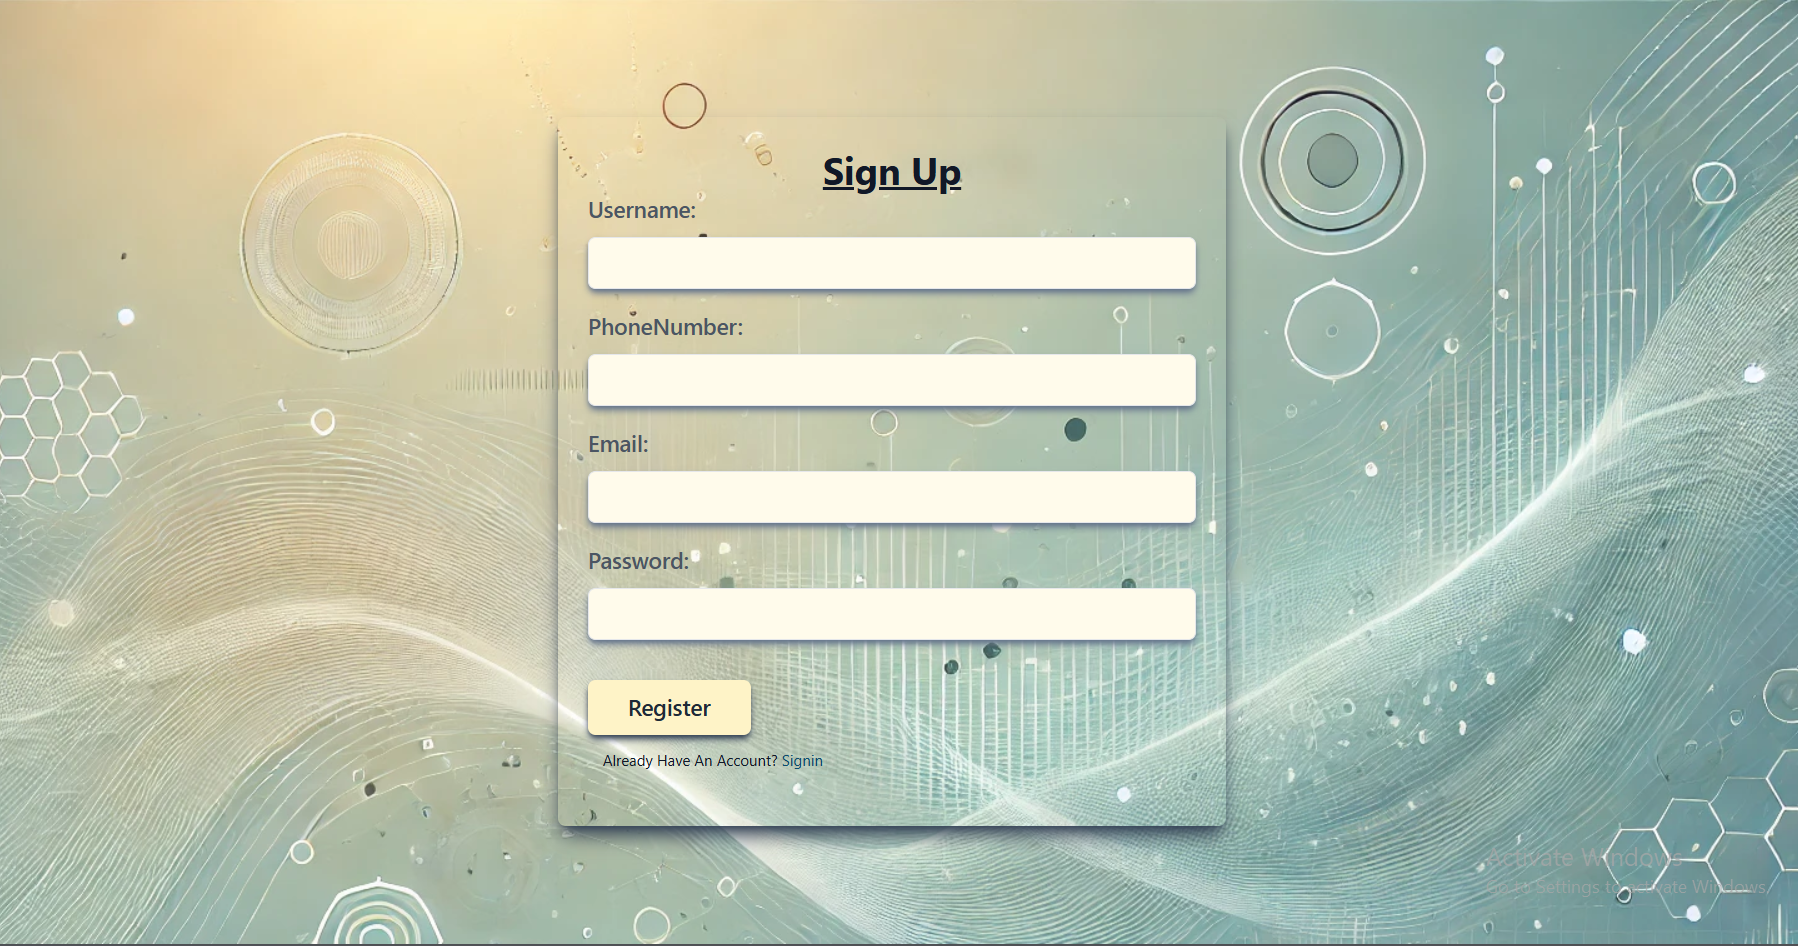 Sign Up
Username:
PhoneNumber:
Email:
Password:
Register
Already Have An Account? Signin
Activate Windows
Go to Settings to activate Windows.